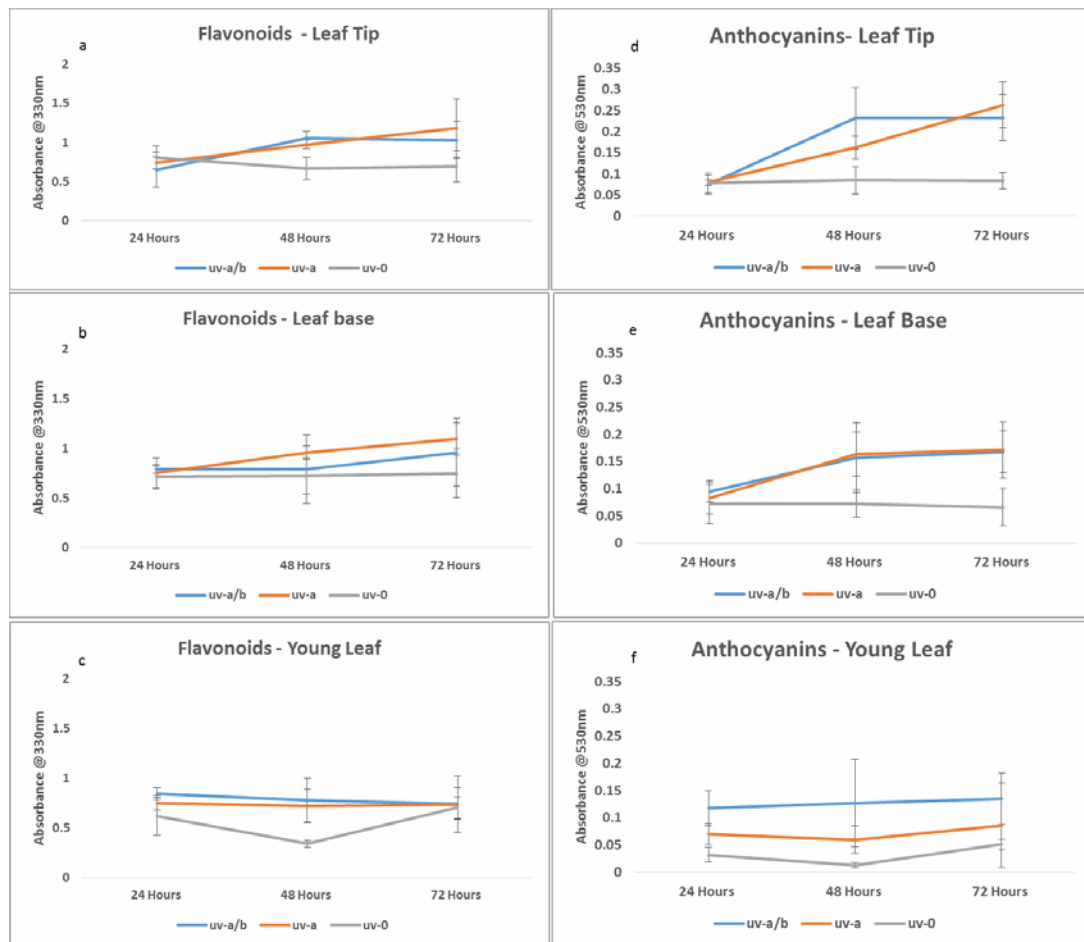 a
Flavonoids - Leaf Tip
Absorbance @330nm
2
1.5
1
0.5
0
24 Hours 48 Hours 72 Hours
uv-a/b uv-a uv-0
d
Anthocyanins- Leaf Tip
Absorbance @530nm
0.35
0.3
0.25
0.2
0.15
0.1
0.05
0
24 Hours 48 Hours 72 Hours
uv-a/b uv-a uv-0
b
Flavonoids - Leaf base
Absorbance @330nm
2
1.5
1
0.5
0
24 Hours 48 Hours 72 Hours
uv-a/b uv-a uv-0
e
Anthocyanins - Leaf Base
Absorbance @530nm
0.35
0.3
0.25
0.2
0.15
0.1
0.05
0
24 Hours 48 Hours 72 Hours
uv-a/b uv-a uv-0
c
Flavonoids - Young Leaf
Absorbance @330nm
2
1.5
1
0.5
0
24 Hours 48 Hours 72 Hours
uv-a/b uv-a uv-0
f
Anthocyanins - Young Leaf
Absorbance @530nm
0.35
0.3
0.25
0.2
0.15
0.1
0.05
0
24 Hours 48 Hours 72 Hours
uv-a/b uv-a uv-0